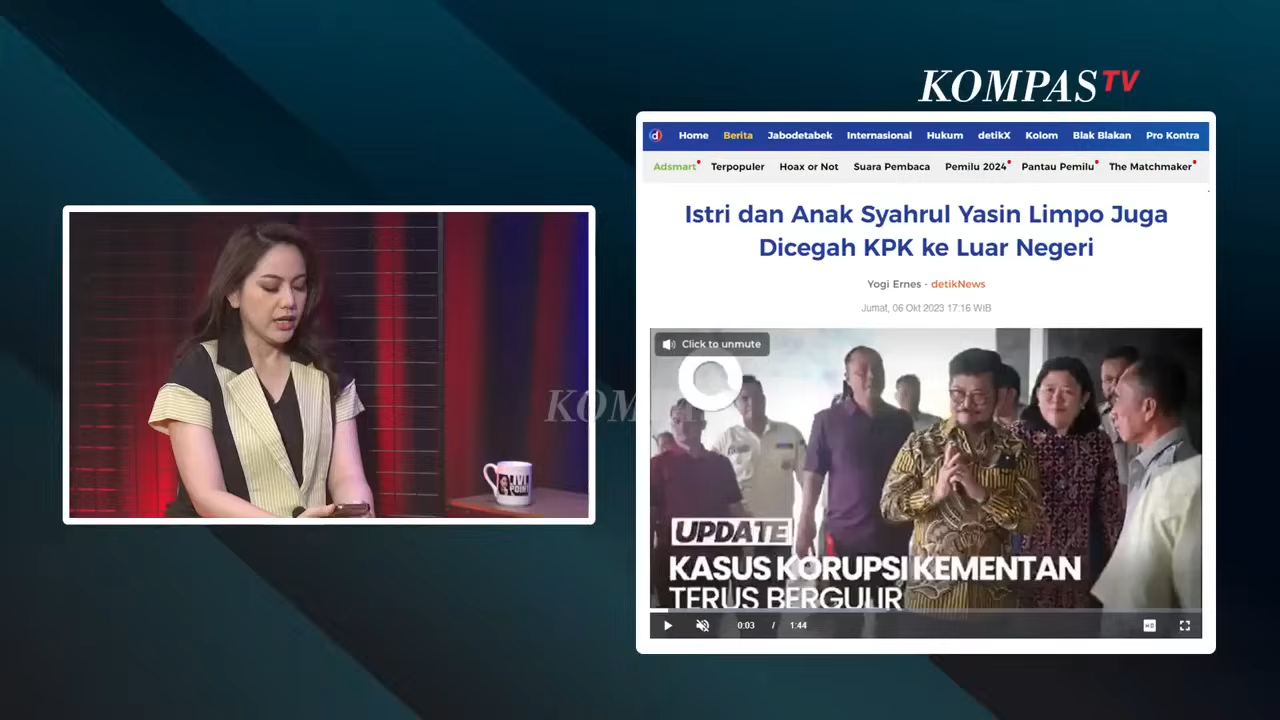 KOMPASTV
Home Berita Jabodetabek Internasional Hukum detikX Kolom Blak Blakan Pro Kontra
Adsmart Terpopuler Hoax or Not Suara Pembaca Pemilu 2024 Pantau Pemilu The Matchmaker
Istri dan Anak Syahrul Yasin Limpo Juga
Dicegah KPK ke Luar Negeri
Yogi Ernes - detikNews
Jumat, 06 Okt 2023 17:16 WIB
Click to unmute
UPDATE
KASUS KORUPSI KEMENTAN
TERUS BERGULIR
0:03 / 1:44
HD
POINT